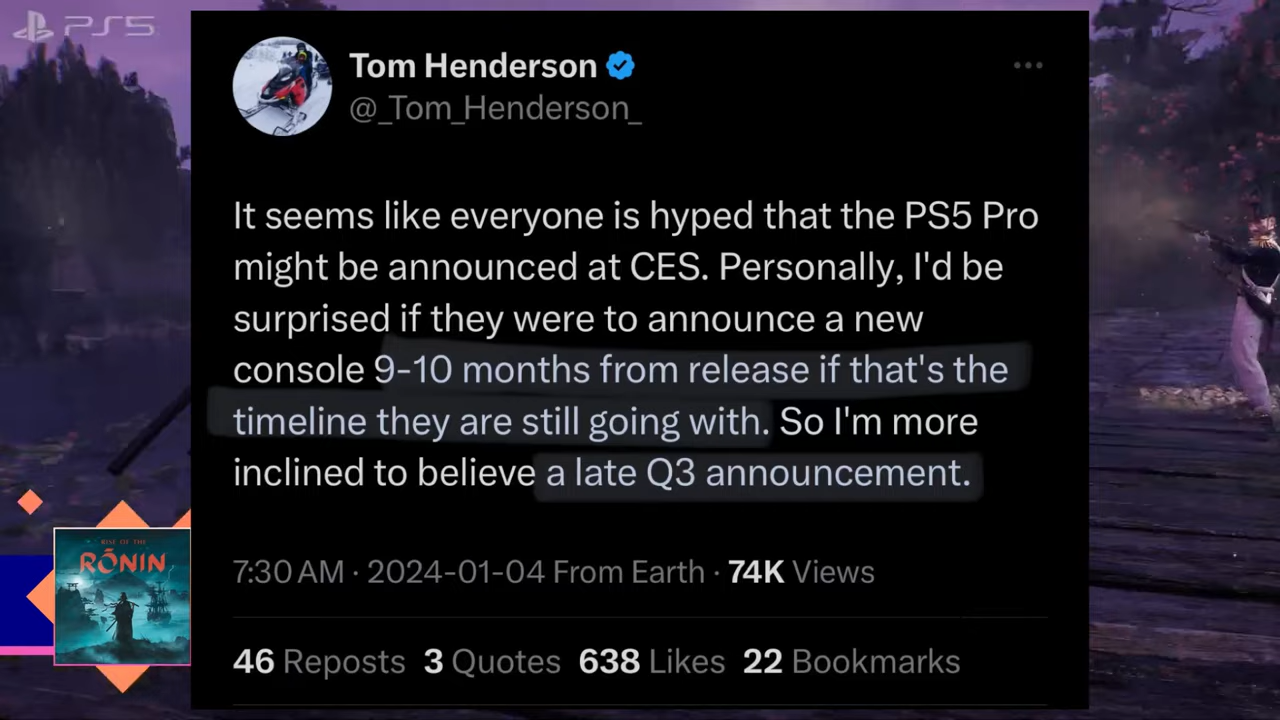 PS5
Tom Henderson
@_Tom_Henderson_
It seems like everyone is hyped that the PS5 Pro
might be announced at CES. Personally, I'd be
surprised if they were to announce a new
console 9-10 months from release if that's the
timeline they are still going with. So I'm more
inclined to believe a late Q3 announcement.
7:30 AM · 2024-01-04 From Earth · 74K Views
46 Reposts 3 Quotes 638 Likes 22 Bookmarks
RISE OF THE
RŌNIN